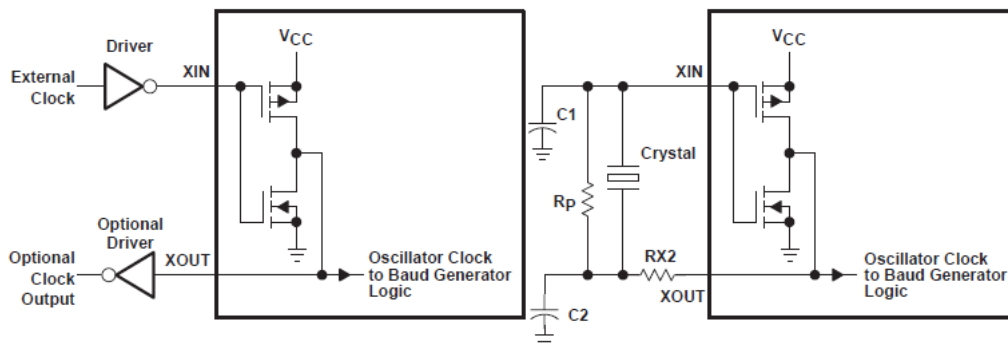 Driver
External
Clock
XIN
VCC
Optional
Driver
Optional
Clock
Output
XOUT
Oscillator Clock
to Baud Generator
Logic
C1
RP
Crystal
C2
RX2
XIN
XOUT
VCC
Oscillator Clock
to Baud Generator
Logic